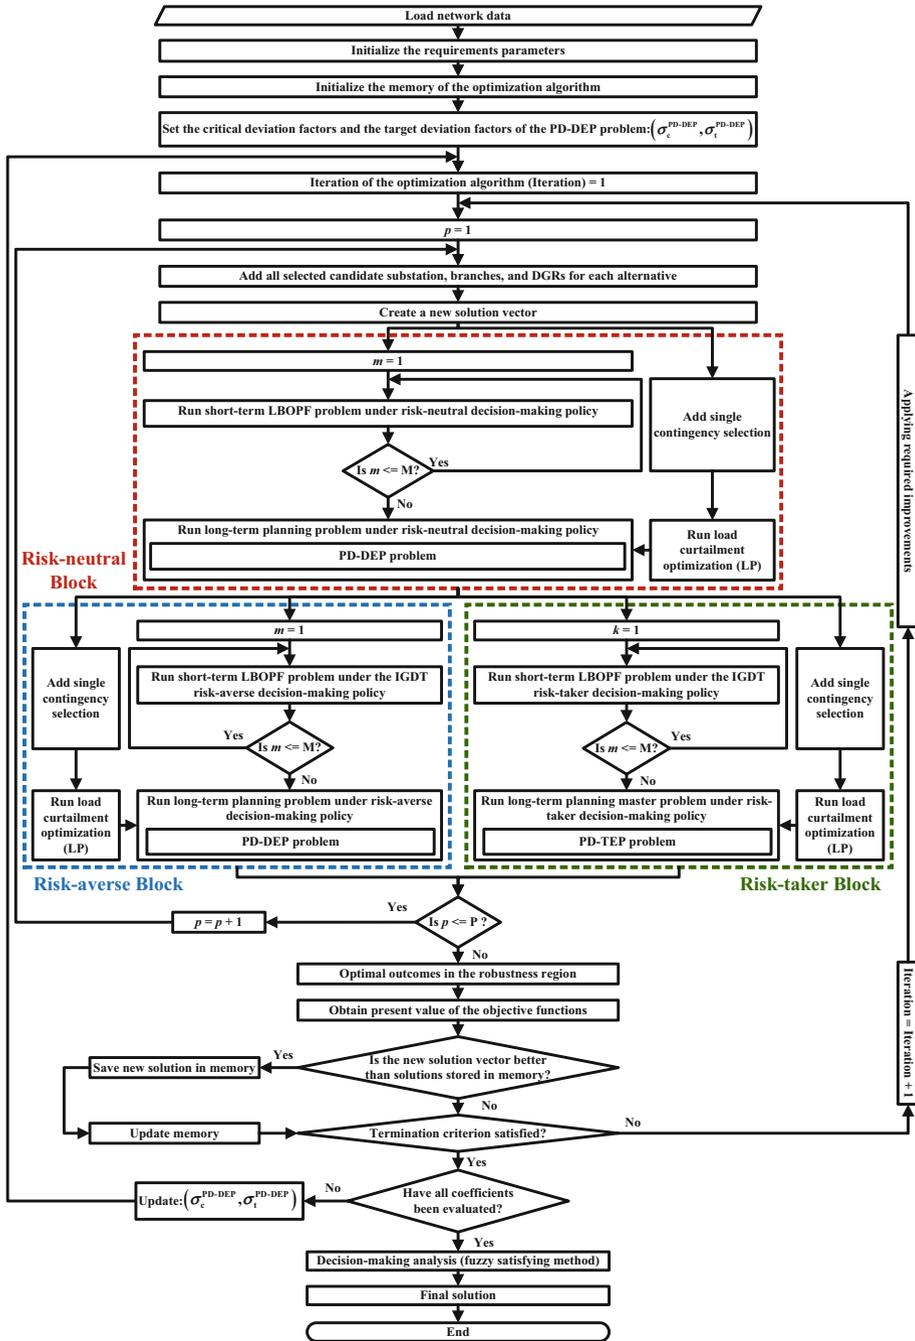 Load network data
Initialize the requirements parameters
Initialize the memory of the optimization algorithm
Set the critical deviation factors and the target deviation factors of the PD-DEP problem:(σ_c^PD-DEP, σ_t^PD-DEP)
Iteration of the optimization algorithm (Iteration) = 1
p = 1
Add all selected candidate substation, branches, and DGRs for each alternative
Create a new solution vector
m = 1
Run short-term LBOPF problem under risk-neutral decision-making policy
Is m <= M?
Yes
No
Add single
contingency selection
Run long-term planning problem under risk-neutral decision-making policy
PD-DEP problem
Run load
curtailment
optimization (LP)
Risk-neutral
Block
Applying required improvements
m = 1
Add single
contingency
selection
Run short-term LBOPF problem under the IGDT
risk-averse decision-making policy
Yes
Is m <= M?
No
Run load
curtailment
optimization
(LP)
Run long-term planning problem under risk-averse
decision-making policy
PD-DEP problem
Risk-averse Block
k = 1
Run short-term LBOPF problem under the IGDT
risk-taker decision-making policy
Add single
contingency
selection
Is m <= M?
Yes
No
Run long-term planning master problem under risk-
taker decision-making policy
PD-TEP problem
Run load
curtailment
optimization
(LP)
Risk-taker Block
Yes
Is p <= P ?
p = p + 1
No
Optimal outcomes in the robustness region
Obtain present value of the objective functions
Iteration = Iteration + 1
Is the new solution vector better
than solutions stored in memory?
Yes
Save new solution in memory
No
Update memory
Termination criterion satisfied?
No
Yes
Have all coefficients
been evaluated?
No
Update:(σ_c^PD-DEP, σ_t^PD-DEP)
Yes
Decision-making analysis (fuzzy satisfying method)
Final solution
End